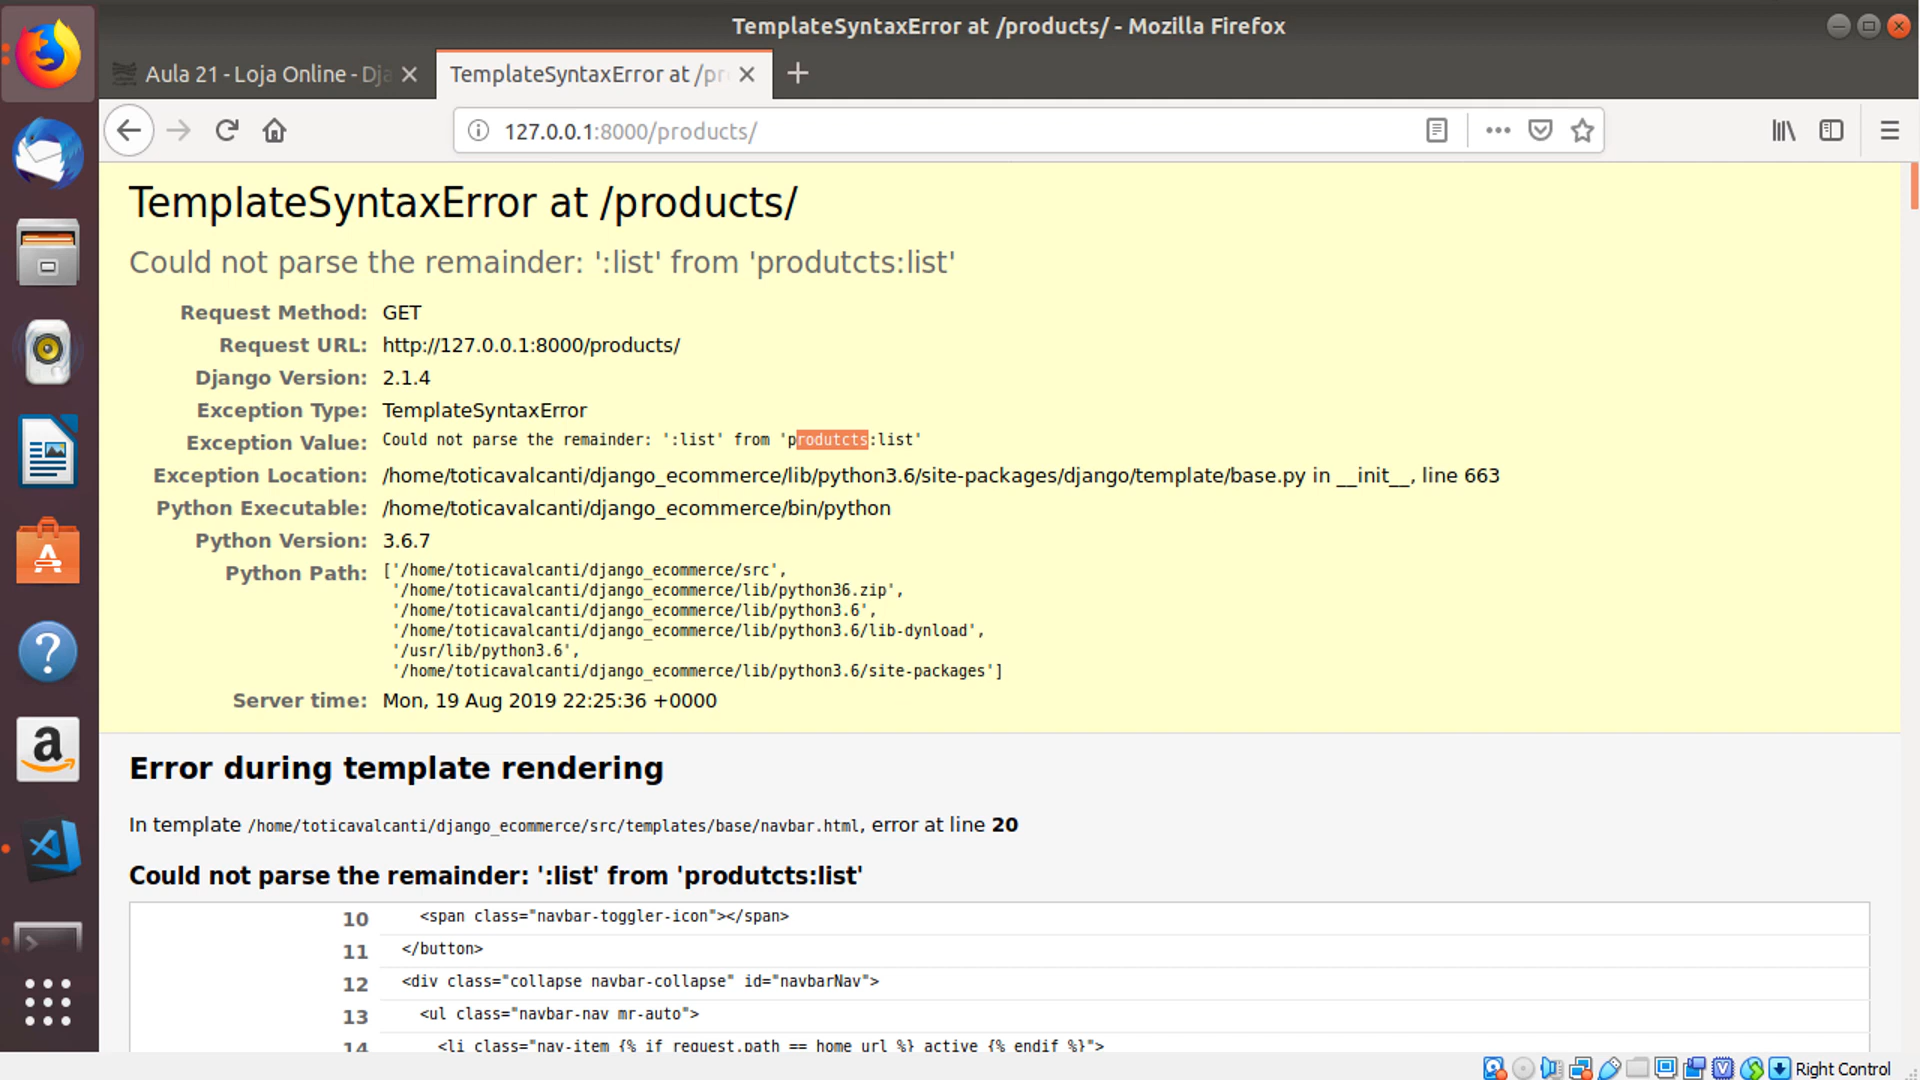 TemplateSyntaxError at /products/ - Mozilla Firefox
Aula 21 - Loja Online - Dja
TemplateSyntaxError at /pr
127.0.0.1:8000/products/
TemplateSyntaxError at /products/
Could not parse the remainder: ':list' from 'produtcts:list'
Request Method: GET
Request URL: http://127.0.0.1:8000/products/
Django Version: 2.1.4
Exception Type: TemplateSyntaxError
Exception Value: Could not parse the remainder: ':list' from 'produtcts:list'
Exception Location: /home/toticavalcanti/django_ecommerce/lib/python3.6/site-packages/django/template/base.py in __init__, line 663
Python Executable: /home/toticavalcanti/django_ecommerce/bin/python
Python Version: 3.6.7
Python Path: ['/home/toticavalcanti/django_ecommerce/src',
'/home/toticavalcanti/django_ecommerce/lib/python36.zip',
'/home/toticavalcanti/django_ecommerce/lib/python3.6',
'/home/toticavalcanti/django_ecommerce/lib/python3.6/lib-dynload',
'/usr/lib/python3.6',
'/home/toticavalcanti/django_ecommerce/lib/python3.6/site-packages']
Server time: Mon, 19 Aug 2019 22:25:36 +0000
Error during template rendering
In template /home/toticavalcanti/django_ecommerce/src/templates/base/navbar.html, error at line 20
Could not parse the remainder: ':list' from 'produtcts:list'
10 <span class="navbar-toggler-icon"></span>
11 </button>
12 <div class="collapse navbar-collapse" id="navbarNav">
13 <ul class="navbar-nav mr-auto">
14 <li class="nav-item {% if request.path == home_url %} active {% endif %}">
Right Control